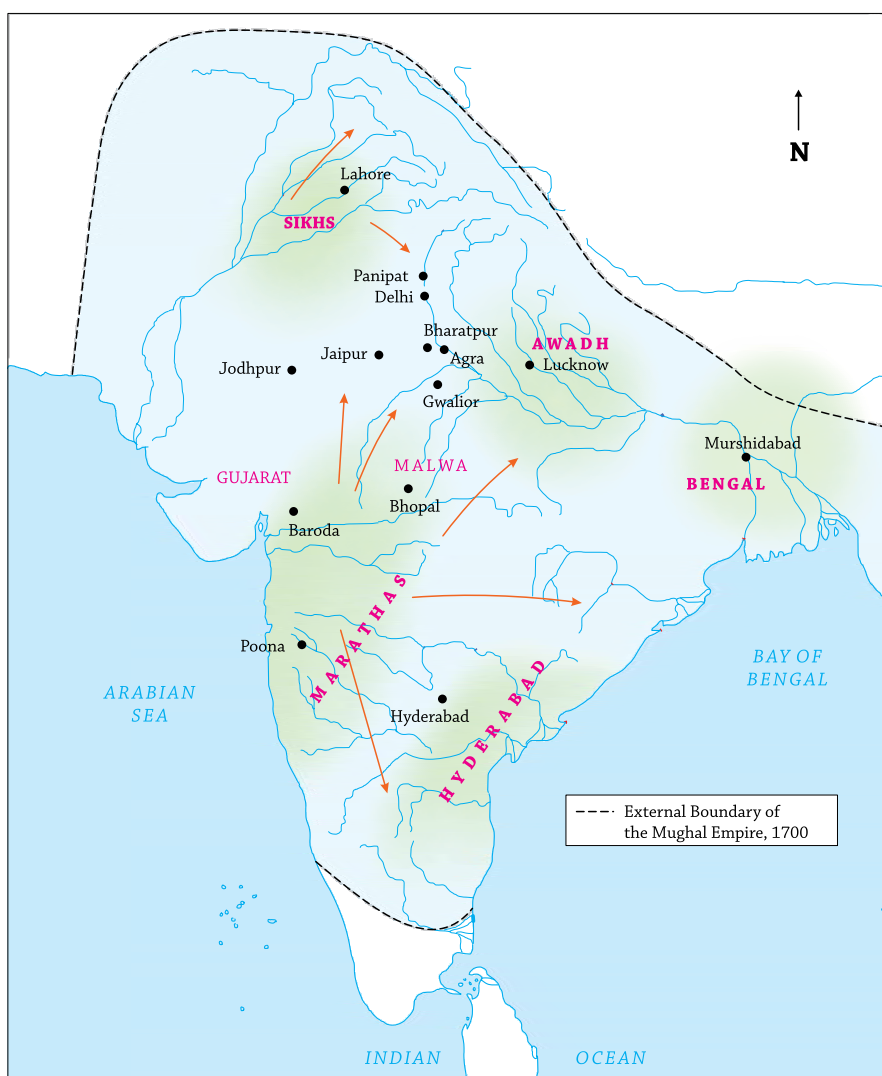 N
Lahore
SIKHS
Panipat
Delhi
Bharatpur
AWADH
Jaipur
Agra
Lucknow
Jodhpur
Gwalior
Murshidabad
MALWA
GUJARAT
BENGAL
Bhopal
Baroda
MARATHAS
Poona
BAY OF
BENGAL
ARABIAN
SEA
Hyderabad
HYDERABAD
External Boundary of
the Mughal Empire, 1700
INDIAN OCEAN